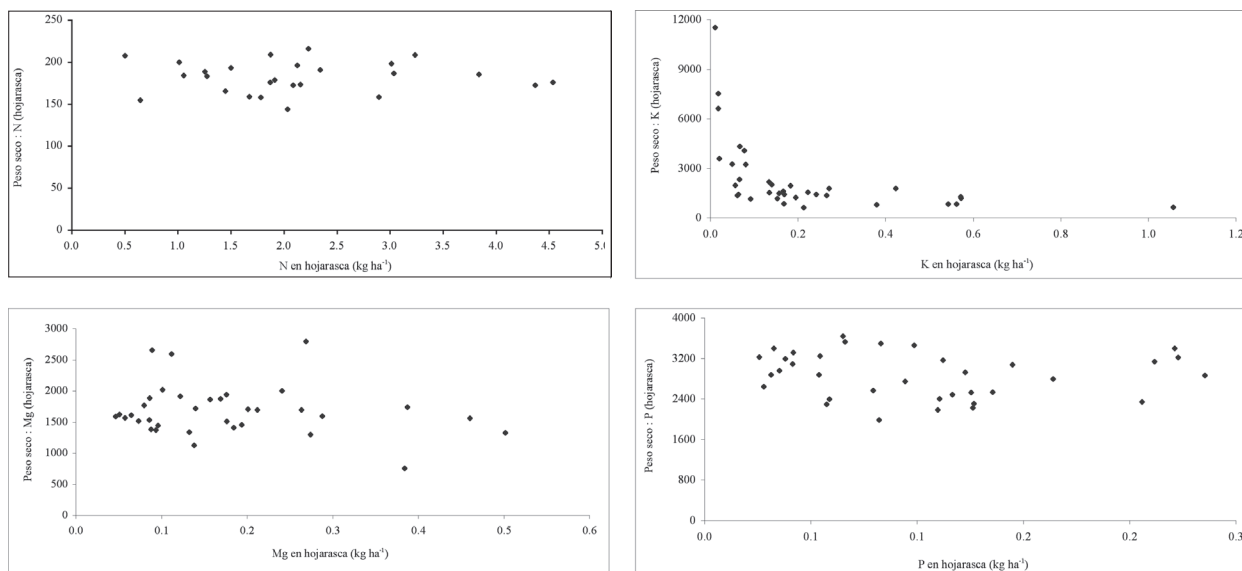 250
200
150
100
50
0
Peso seco : N (hojarasca)
0.0 0.5 1.0 1.5 2.0 2.5 3.0 3.5 4.0 4.5 5.0
N en hojarasca (kg ha⁻¹)
12000
9000
6000
3000
0
Peso seco : K (hojarasca)
0.0 0.2 0.4 0.6 0.8 1.0 1.2
K en hojarasca (kg ha⁻¹)
3000
2500
2000
1500
1000
500
0
Peso seco : Mg (hojarasca)
0.0 0.1 0.2 0.3 0.4 0.5 0.6
Mg en hojarasca (kg ha⁻¹)
4000
3200
2400
1600
800
0
Peso seco : P (hojarasca)
0.0 0.1 0.1 0.2 0.2 0.3
P en hojarasca (kg ha⁻¹)